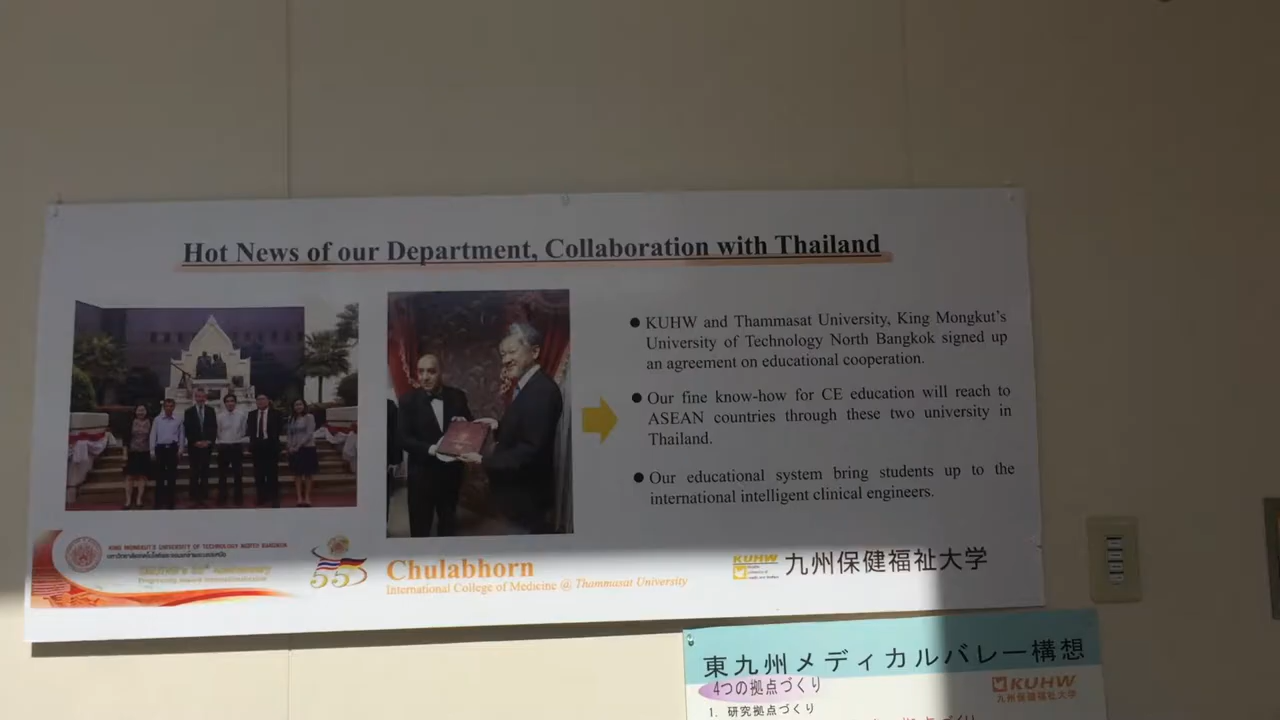 Hot News of our Department, Collaboration with Thailand
● KUHW and Thammasat University, King Mongkut's
University of Technology North Bangkok signed up
an agreement on educational cooperation.
● Our fine know-how for CE education will reach to
ASEAN countries through these two university in
Thailand.
● Our educational system bring students up to the
international intelligent clinical engineers.
KING MONGKUT'S UNIVERSITY OF TECHNOLOGY NORTH BANGKOK
55
Chulabhorn
International College of Medicine @ Thammasat University
KUHW
九州保健福祉大学
東九州メディカルバレー構想
4つの拠点づくり
KUHW
九州保健福祉大学
1. 研究拠点づくり